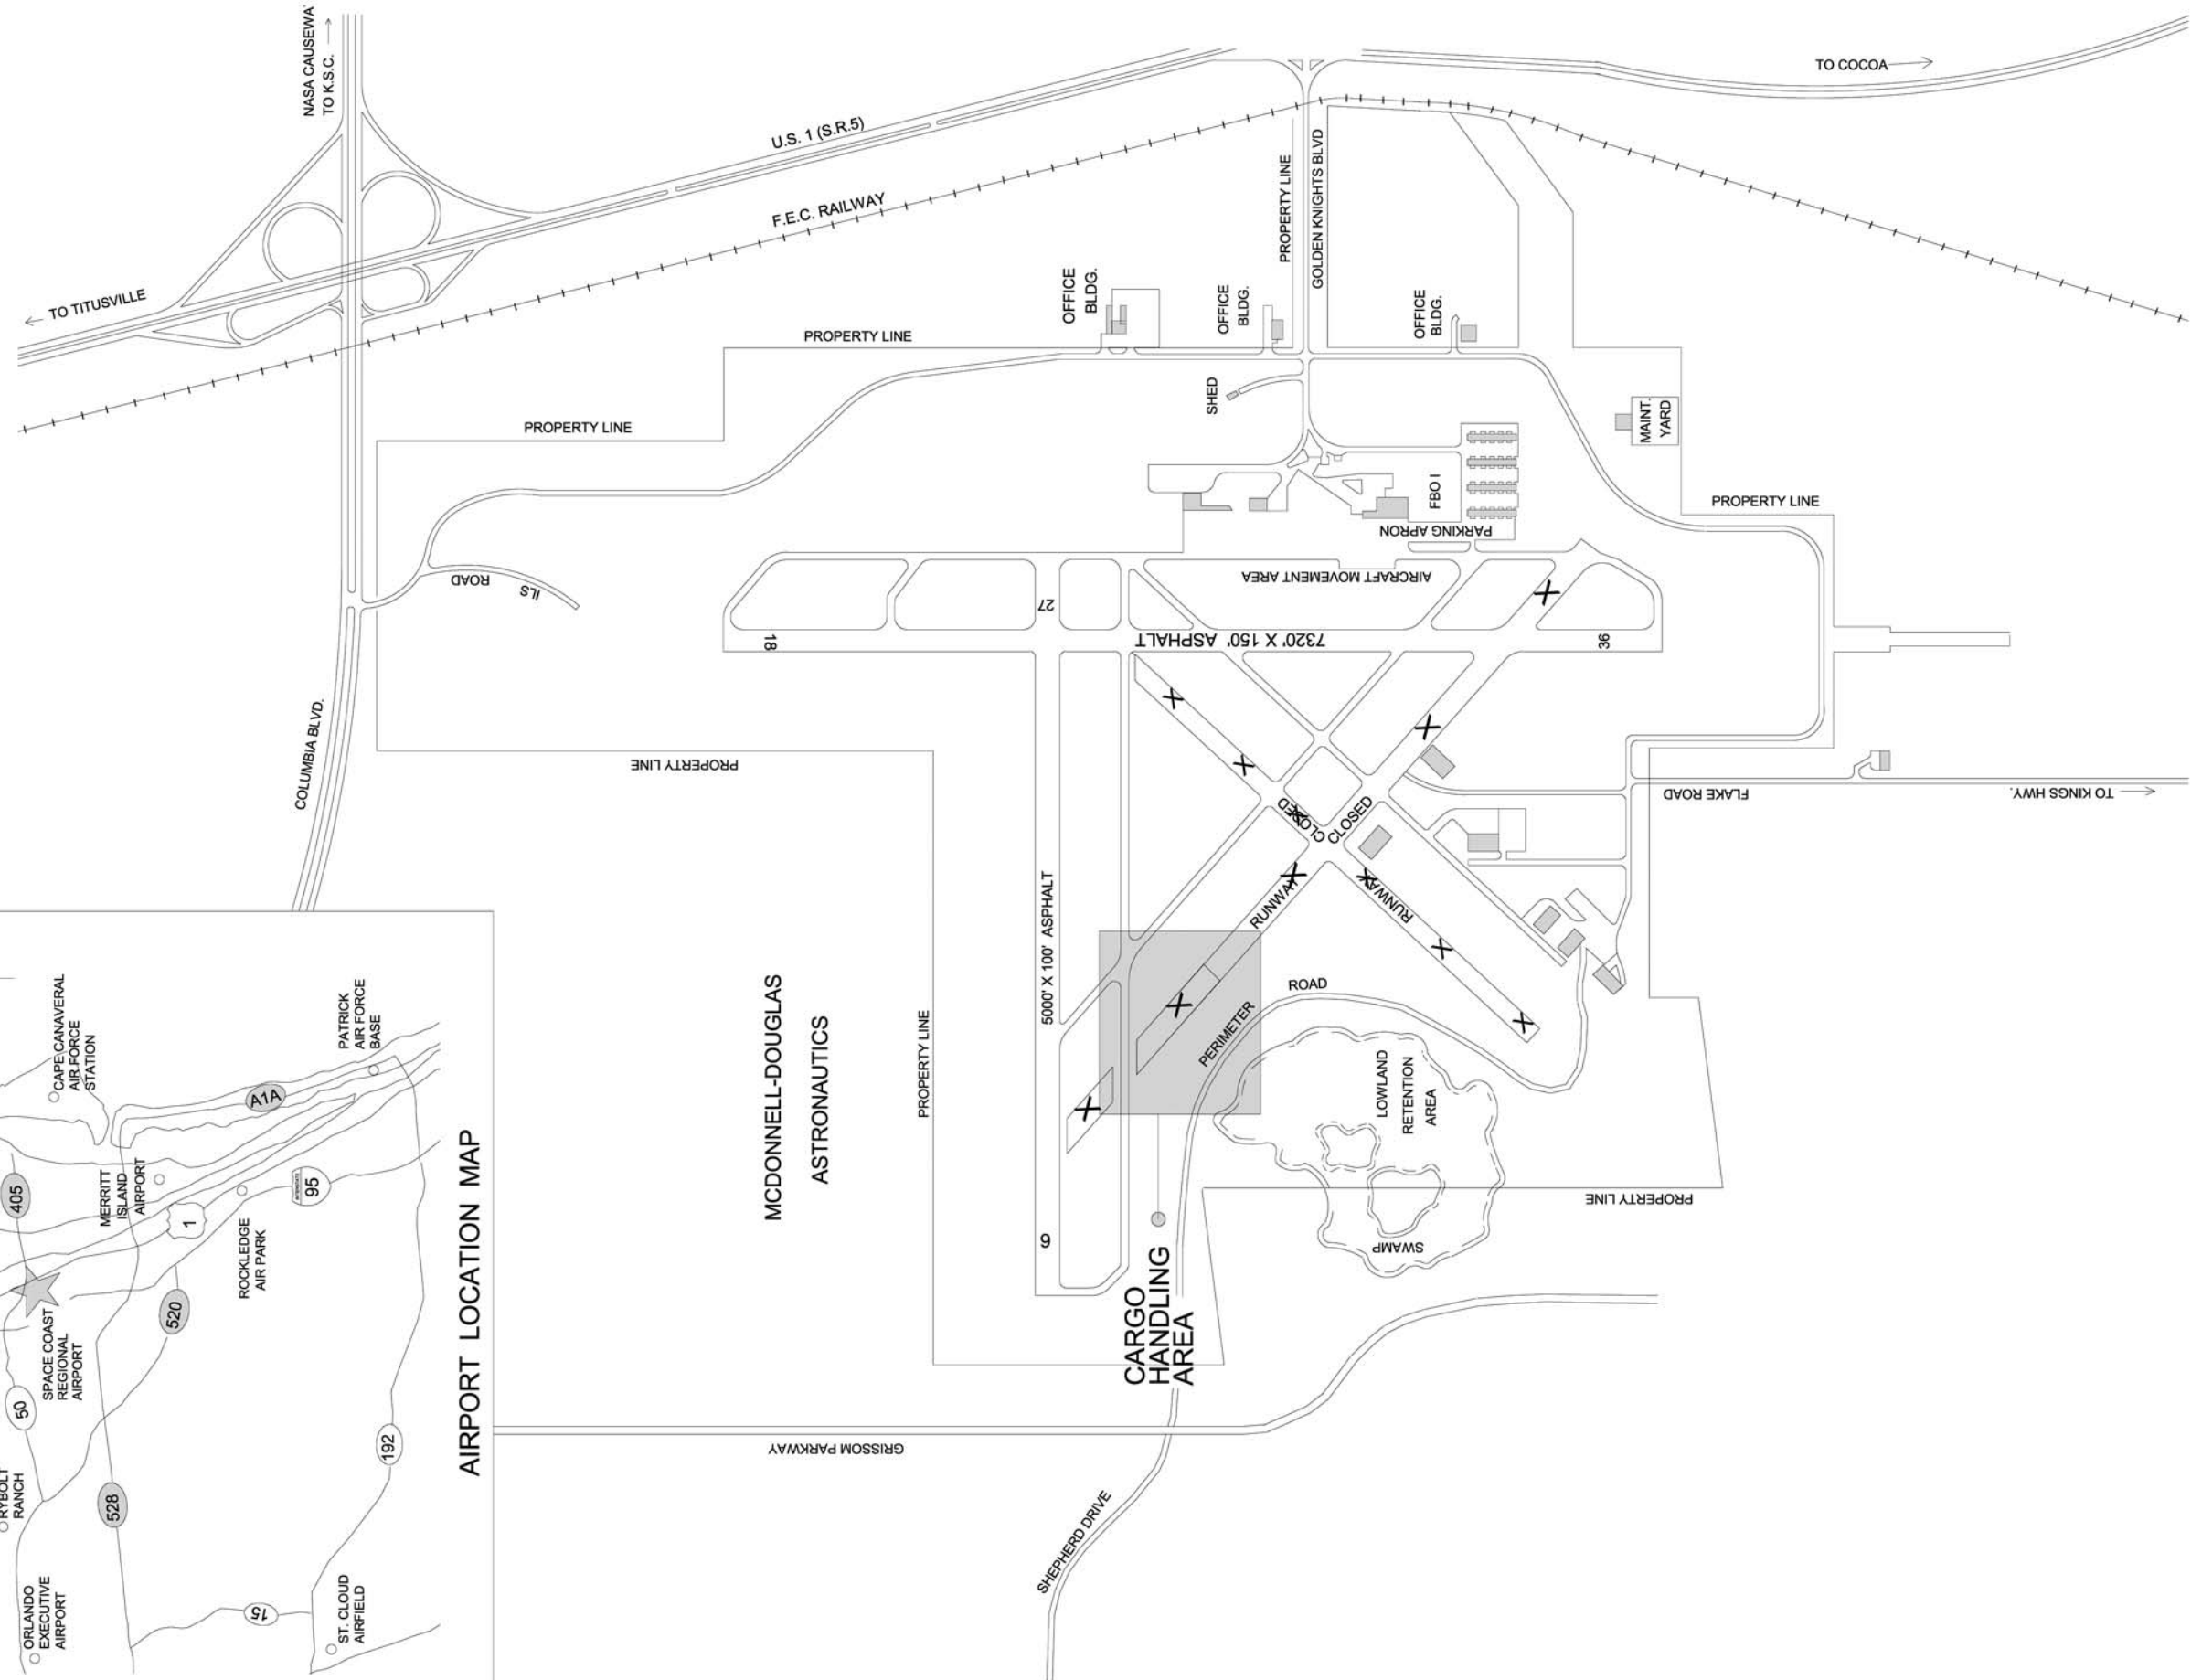 NASA CAUSEWA
TO K.S.C.
TO COCOA
U.S. 1 (S.R.5)
F.E.C. RAILWAY
TO TITUSVILLE
PROPERTY LINE
GOLDEN KNIGHTS BLVD
OFFICE
BLDG.
OFFICE
BLDG.
OFFICE
BLDG.
PROPERTY LINE
PROPERTY LINE
SHED
MAINT.
YARD
FBO I
PARKING APRON
PROPERTY LINE
ILS
ROAD
AIRCRAFT MOVEMENT AREA
27
18
7320' X 150' ASPHALT
36
COLUMBIA BLVD.
PROPERTY LINE
FLAKE ROAD
TO KINGS HWY.
CLOSED
CLOSED
RUNWAY
RUNWAY
5000' X 100' ASPHALT
MCDONNELL-DOUGLAS
ASTRONAUTICS
PROPERTY LINE
PERIMETER
ROAD
LOWLAND
RETENTION
AREA
SWAMP
PROPERTY LINE
9
CARGO
HANDLING
AREA
GRISSOM PARKWAY
SHEPHERD DRIVE
CAPE CANAVERAL
AIR FORCE
STATION
PATRICK
AIR FORCE
BASE
A1A
405
MERRITT
ISLAND
AIRPORT
1
INTERSTATE
95
ROCKLEDGE
AIR PARK
520
SPACE COAST
REGIONAL
AIRPORT
50
192
528
RYBOLT
RANCH
ORLANDO
EXECUTIVE
AIRPORT
15
ST. CLOUD
AIRFIELD
AIRPORT LOCATION MAP